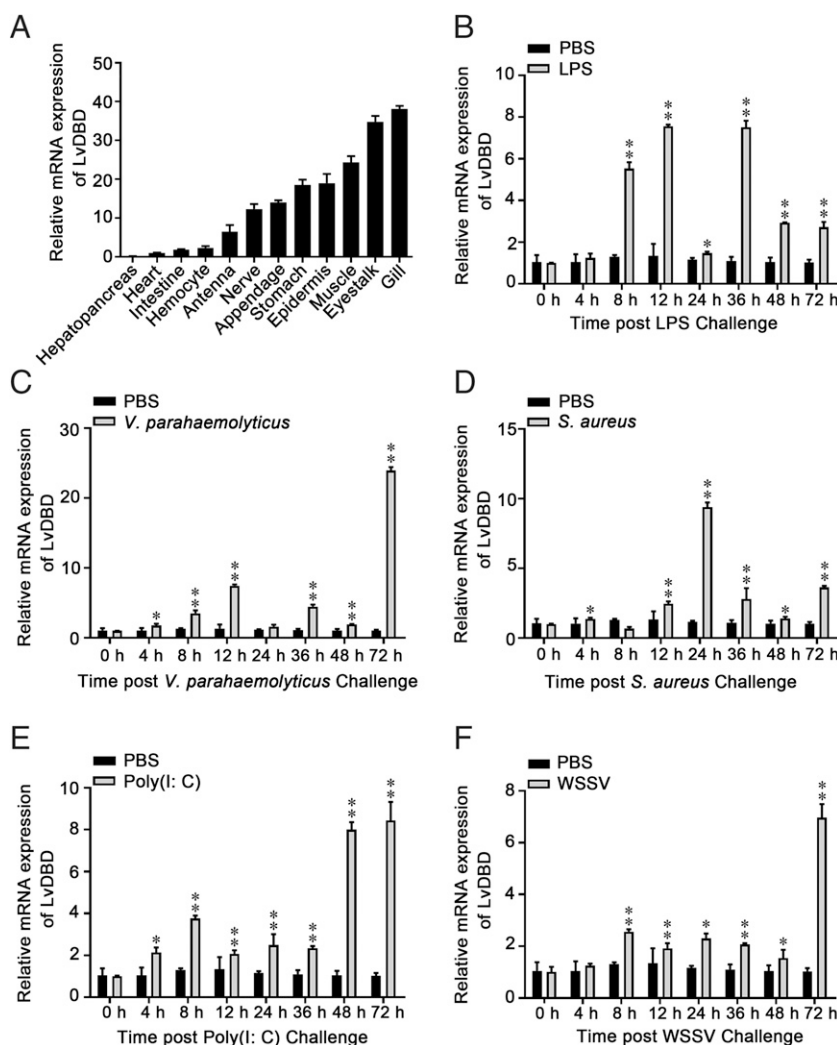 A
Relative mRNA expression
of LvDBD
50
40
30
20
10
0
Hepatopancreas
Heart
Intestine
Hemocyte
Antenna
Nerve
Appendage
Stomach
Epidermis
Muscle
Eyestalk
Gill
B
PBS
LPS
Relative mRNA expression
of LvDBD
10
8
6
4
2
0
** ** * ** ** **
0 h 4 h 8 h 12 h 24 h 36 h 48 h 72 h
Time post LPS Challenge
C
PBS
V. parahaemolyticus
Relative mRNA expression
of LvDBD
30
20
10
0
* ** ** ** ** **
0 h 4 h 8 h 12 h 24 h 36 h 48 h 72 h
Time post V. parahaemolyticus Challenge
D
PBS
S. aureus
Relative mRNA expression
of LvDBD
15
10
5
0
* ** ** ** * **
0 h 4 h 8 h 12 h 24 h 36 h 48 h 72 h
Time post S. aureus Challenge
E
PBS
Poly(I: C)
Relative mRNA expression
of LvDBD
10
8
6
4
2
0
* ** ** ** ** ** **
0 h 4 h 8 h 12 h 24 h 36 h 48 h 72 h
Time post Poly(I: C) Challenge
F
PBS
WSSV
Relative mRNA expression
of LvDBD
8
6
4
2
0
** ** * ** * **
0 h 4 h 8 h 12 h 24 h 36 h 48 h 72 h
Time post WSSV Challenge